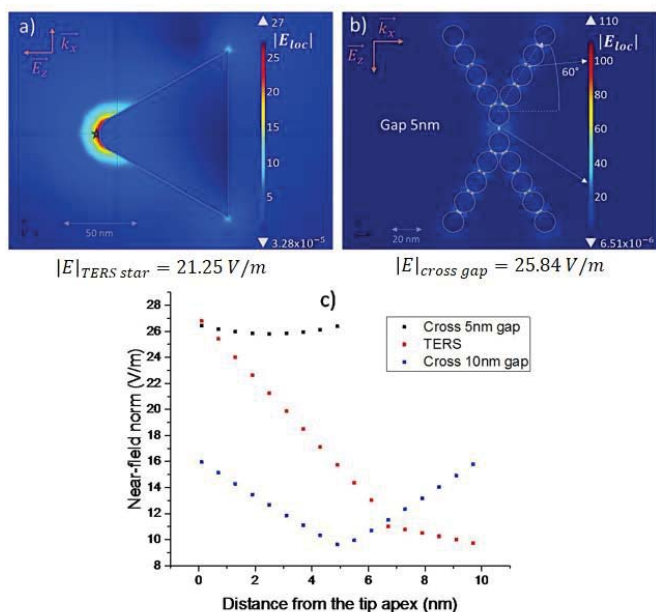 a)
k_x
E_z
27
|E_loc|
25
20
15
10
5
50 nm
3.28x10⁻⁵
|E|_TERS star = 21.25 V/m
b)
k_x
E_z
110
|E_loc|
100
80
60
40
20
60°
Gap 5nm
20 nm
6.51x10⁻⁶
|E|_cross gap = 25.84 V/m
c)
Near-field norm (V/m)
28
26
24
22
20
18
16
14
12
10
8
Cross 5nm gap
TERS
Cross 10nm gap
0
2
4
6
8
10
Distance from the tip apex (nm)